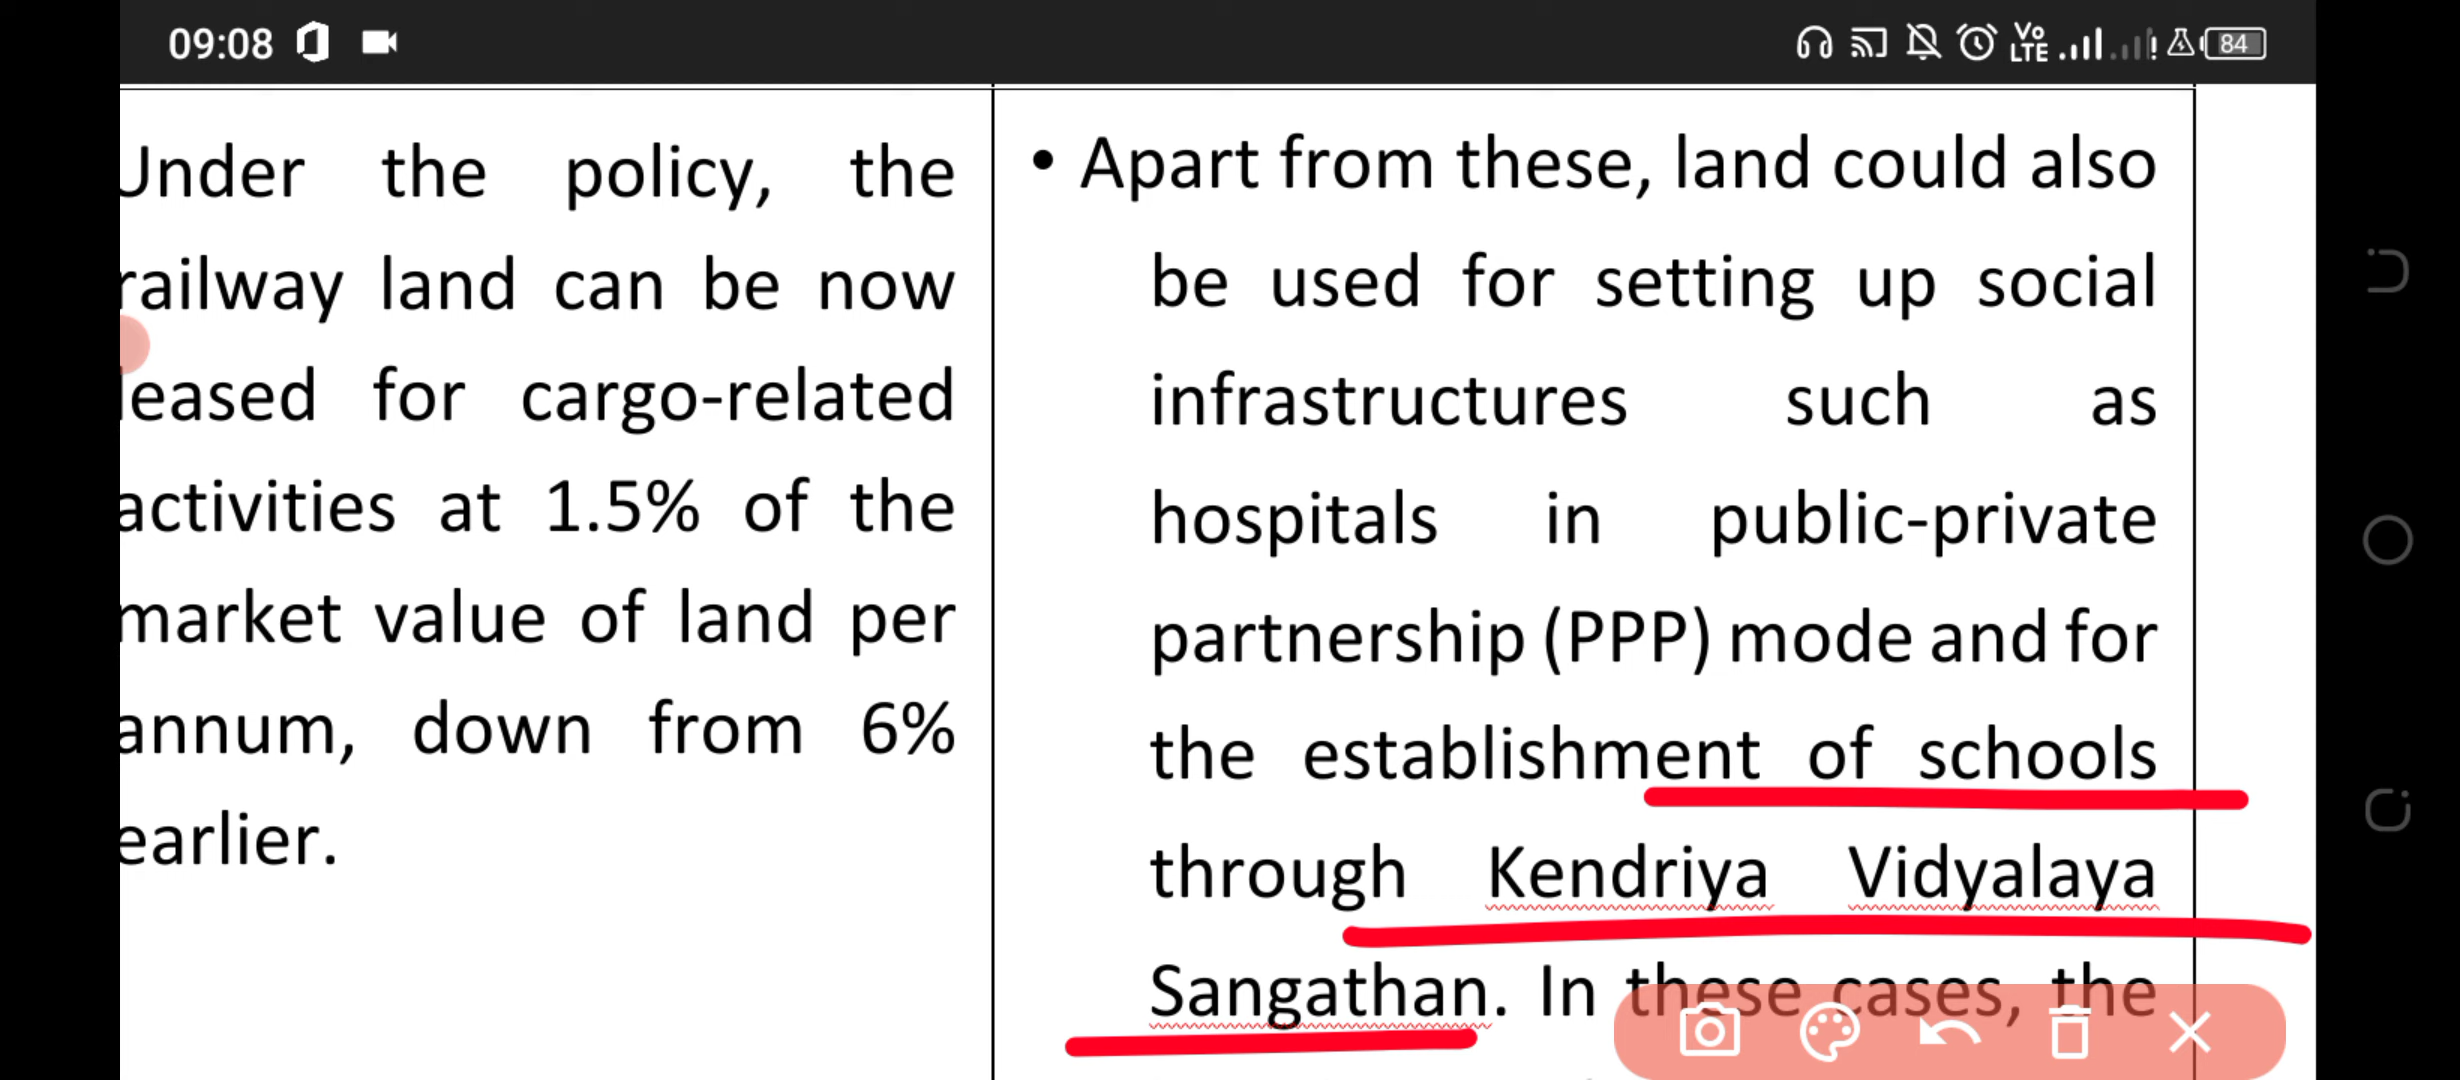 09:08
Vo
LTE
84
Under the policy, the
railway land can be now
leased for cargo-related
activities at 1.5% of the
market value of land per
annum, down from 6%
earlier.
• Apart from these, land could also
be used for setting up social
infrastructures such as
hospitals in public-private
partnership (PPP) mode and for
the establishment of schools
through Kendriya Vidyalaya
Sangathan. In these cases, the